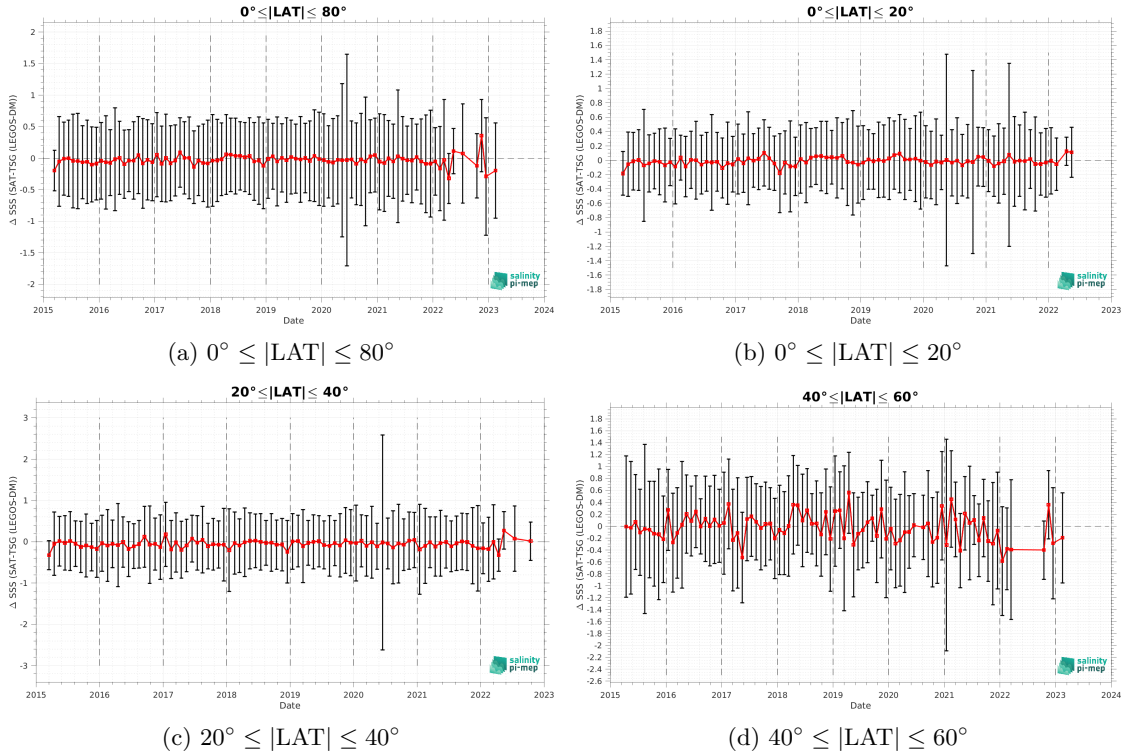 0°≤|LAT|≤ 80°
Δ SSS (SAT-TSG (LEGOS-DM))
2
1.5
1
0.5
0
-0.5
-1
-1.5
-2
2015 2016 2017 2018 2019 2020 2021 2022 2023 2024
Date
salinity
pi-mep
(a) 0° ≤ |LAT| ≤ 80°
0°≤|LAT|≤ 20°
Δ SSS (SAT-TSG (LEGOS-DM))
1.8
1.6
1.4
1.2
1
0.8
0.6
0.4
0.2
0
-0.2
-0.4
-0.6
-0.8
-1
-1.2
-1.4
-1.6
-1.8
2015 2016 2017 2018 2019 2020 2021 2022 2023
Date
salinity
pi-mep
(b) 0° ≤ |LAT| ≤ 20°
20°≤|LAT|≤ 40°
Δ SSS (SAT-TSG (LEGOS-DM))
3
2
1
0
-1
-2
-3
2015 2016 2017 2018 2019 2020 2021 2022 2023
Date
salinity
pi-mep
(c) 20° ≤ |LAT| ≤ 40°
40°≤|LAT|≤ 60°
Δ SSS (SAT-TSG (LEGOS-DM))
1.8
1.6
1.4
1.2
1
0.8
0.6
0.4
0.2
0
-0.2
-0.4
-0.6
-0.8
-1
-1.2
-1.4
-1.6
-1.8
-2
-2.2
-2.4
-2.6
2015 2016 2017 2018 2019 2020 2021 2022 2023 2024
Date
salinity
pi-mep
(d) 40° ≤ |LAT| ≤ 60°